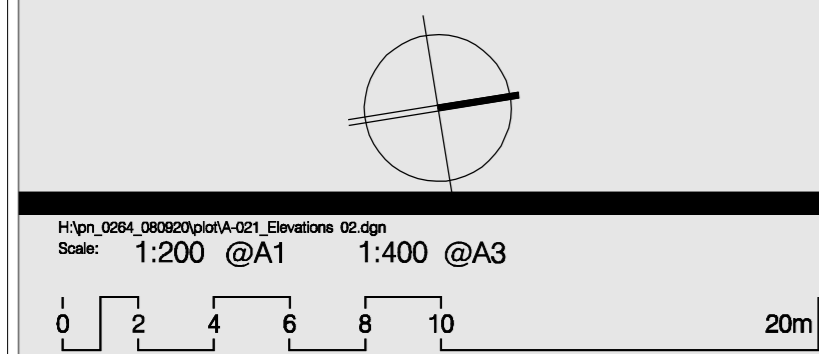 H:\pn_0264_080920\plot\A-021_Elevations 02.dgn
Scale: 1:200 @A1 1:400 @A3
0 2 4 6 8 10 20m